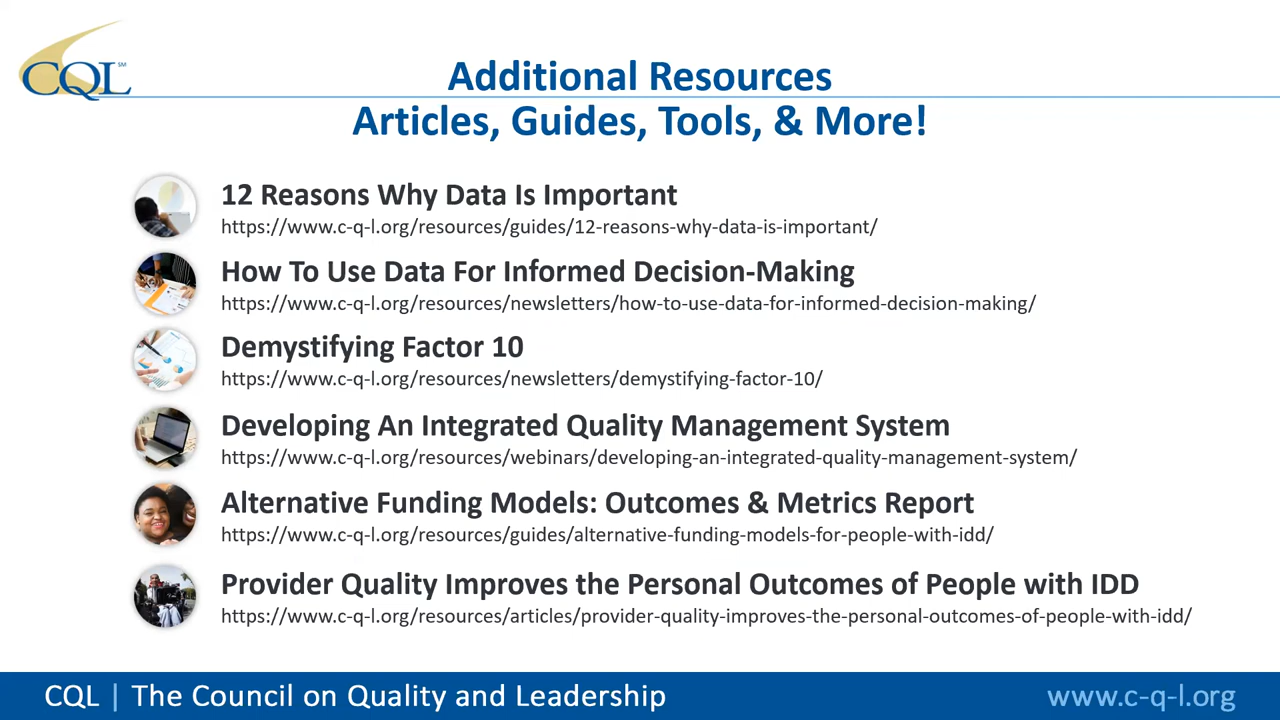 CQL SM
Additional Resources
Articles, Guides, Tools, & More!
12 Reasons Why Data Is Important
https://www.c-q-l.org/resources/guides/12-reasons-why-data-is-important/
How To Use Data For Informed Decision-Making
https://www.c-q-l.org/resources/newsletters/how-to-use-data-for-informed-decision-making/
Demystifying Factor 10
https://www.c-q-l.org/resources/newsletters/demystifying-factor-10/
Developing An Integrated Quality Management System
https://www.c-q-l.org/resources/webinars/developing-an-integrated-quality-management-system/
Alternative Funding Models: Outcomes & Metrics Report
https://www.c-q-l.org/resources/guides/alternative-funding-models-for-people-with-idd/
Provider Quality Improves the Personal Outcomes of People with IDD
https://www.c-q-l.org/resources/articles/provider-quality-improves-the-personal-outcomes-of-people-with-idd/
CQL | The Council on Quality and Leadership
www.c-q-l.org